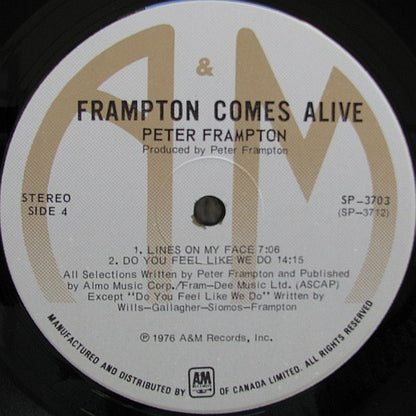 A & M
FRAMPTON COMES ALIVE
PETER FRAMPTON
Produced by Peter Frampton
STEREO
SIDE 4
SP-3703
(SP-3712)
1. LINES ON MY FACE 7:06
2. DO YOU FEEL LIKE WE DO 14:15
All Selections Written by Peter Frampton and Published
by Almo Music Corp./Fram-Dee Music Ltd. (ASCAP)
Except "Do You Feel Like We Do" Written by
Wills-Gallagher-Siomos-Frampton
℗ 1976 A&M Records, Inc.
MANUFACTURED AND DISTRIBUTED BY A&M RECORDS OF CANADA LIMITED. ALL RIGHTS RESERVED